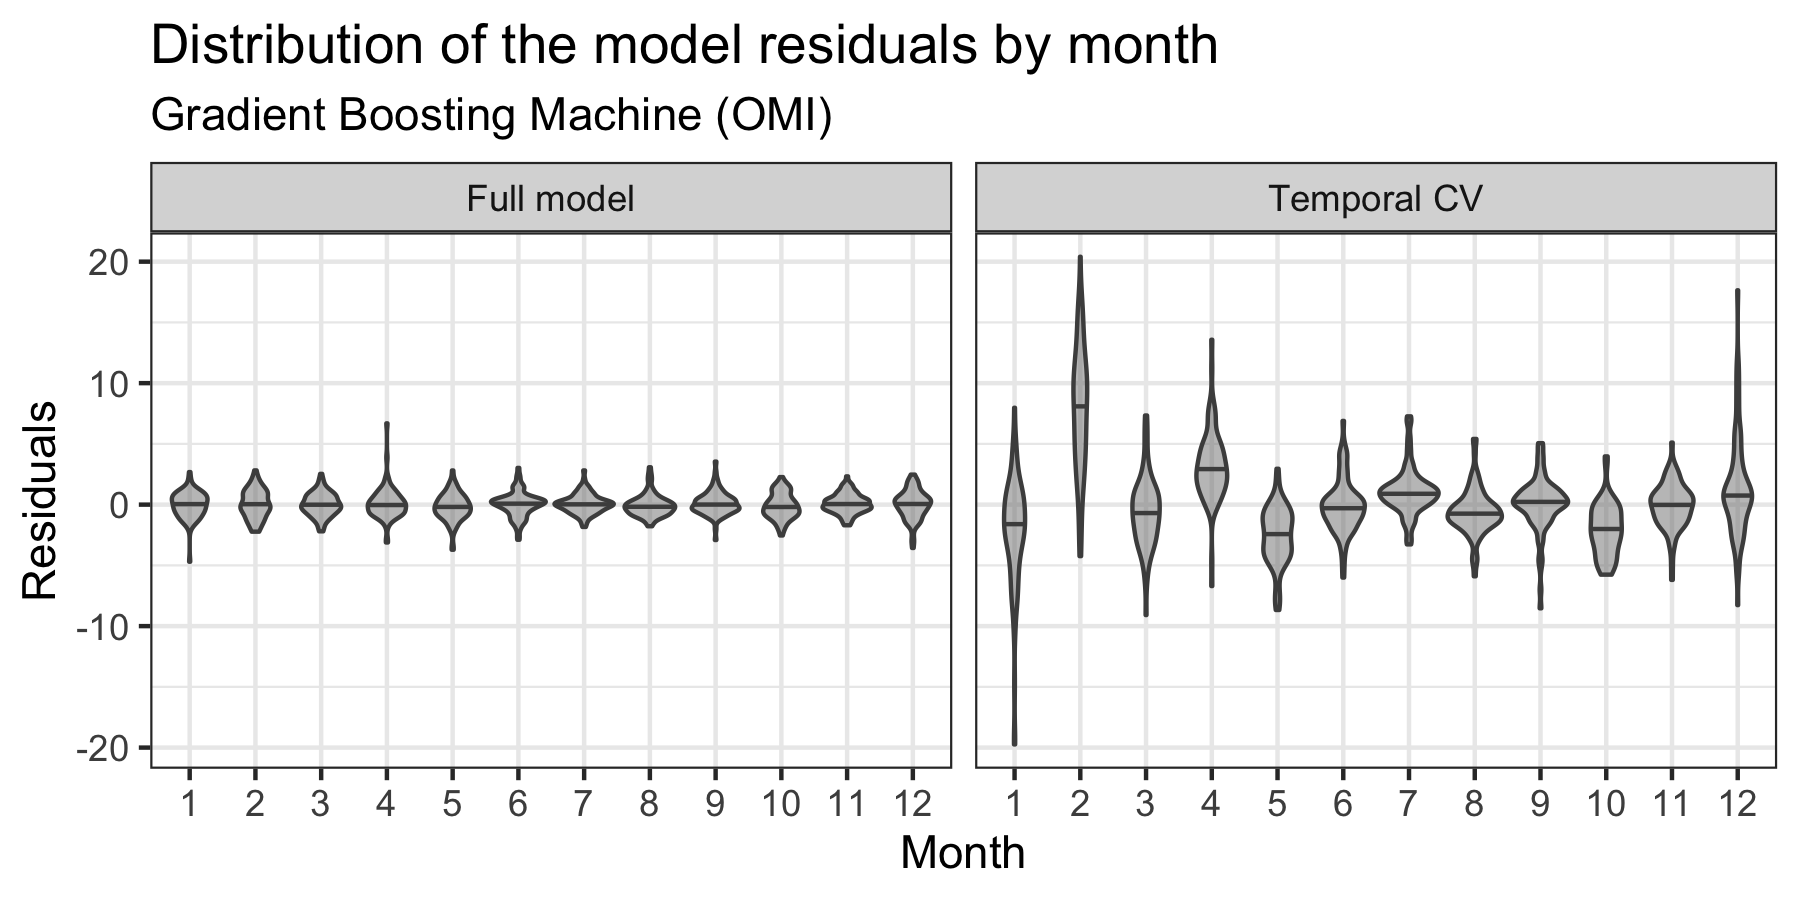 Distribution of the model residuals by month
Gradient Boosting Machine (OMI)
Full model
Temporal CV
Residuals
20
10
0
-10
-20
1 2 3 4 5 6 7 8 9 10 11 12
1 2 3 4 5 6 7 8 9 10 11 12
Month